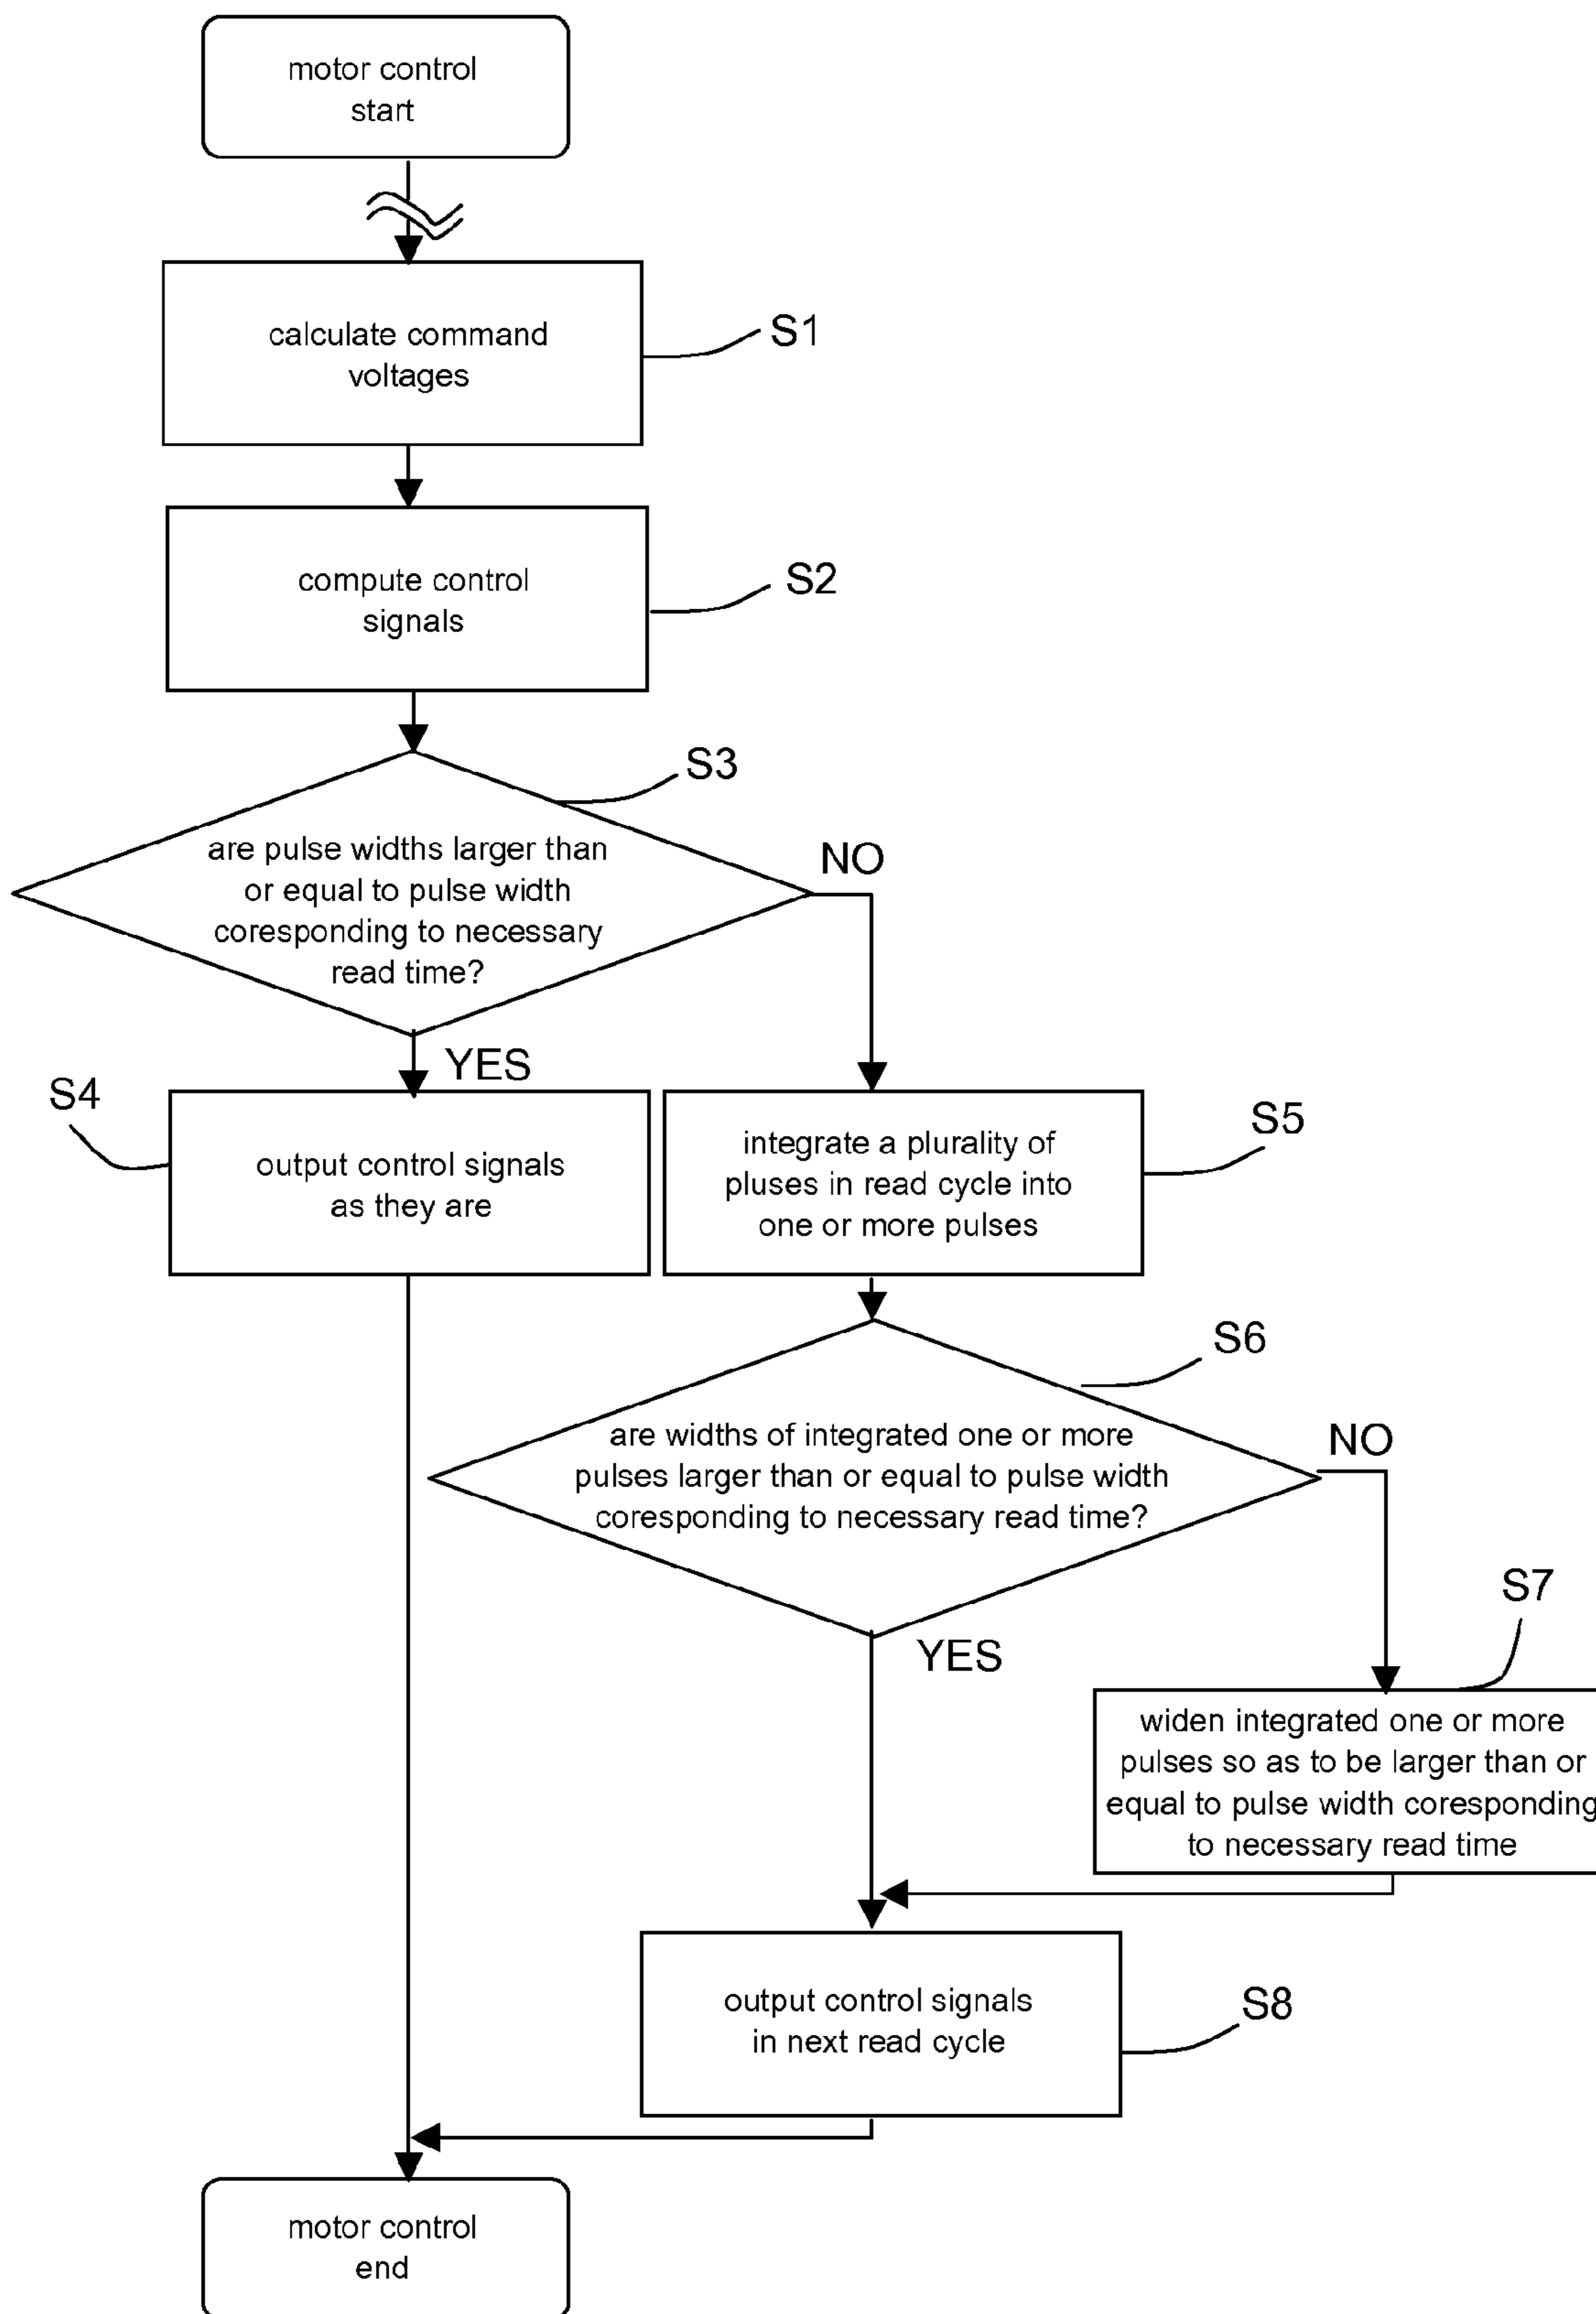 motor control
start
calculate command
voltages
S1
compute control
signals
S2
S3
are pulse widths larger than
or equal to pulse width
coresponding to necessary
read time?
NO
YES
S4
output control signals
as they are
integrate a plurality of
pluses in read cycle into
one or more pulses
S5
S6
are widths of integrated one or more
pulses larger than or equal to pulse width
coresponding to necessary read time?
NO
YES
S7
widen integrated one or more
pulses so as to be larger than or
equal to pulse width coresponding
to necessary read time
output control signals
in next read cycle
S8
motor control
end